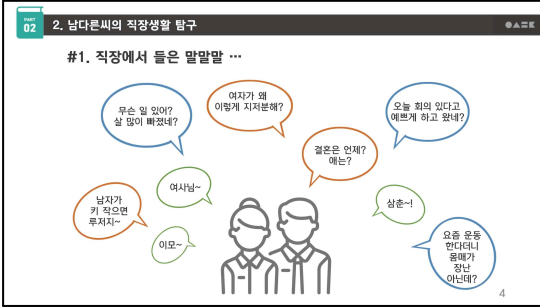 PART
02
2. 남다른씨의 직장생활 탐구
#1. 직장에서 들은 말말말 …
무슨 일 있어?
살 많이 빠졌네?
여자가 왜
이렇게 지저분해?
오늘 회의 있다고
예쁘게 하고 왔네?
결혼은 언제?
애는?
여사님~
남자가
키 작으면
루저지~
삼촌~!
이모~
요즘 운동
한다더니
몸매가
장난
아닌데?
4